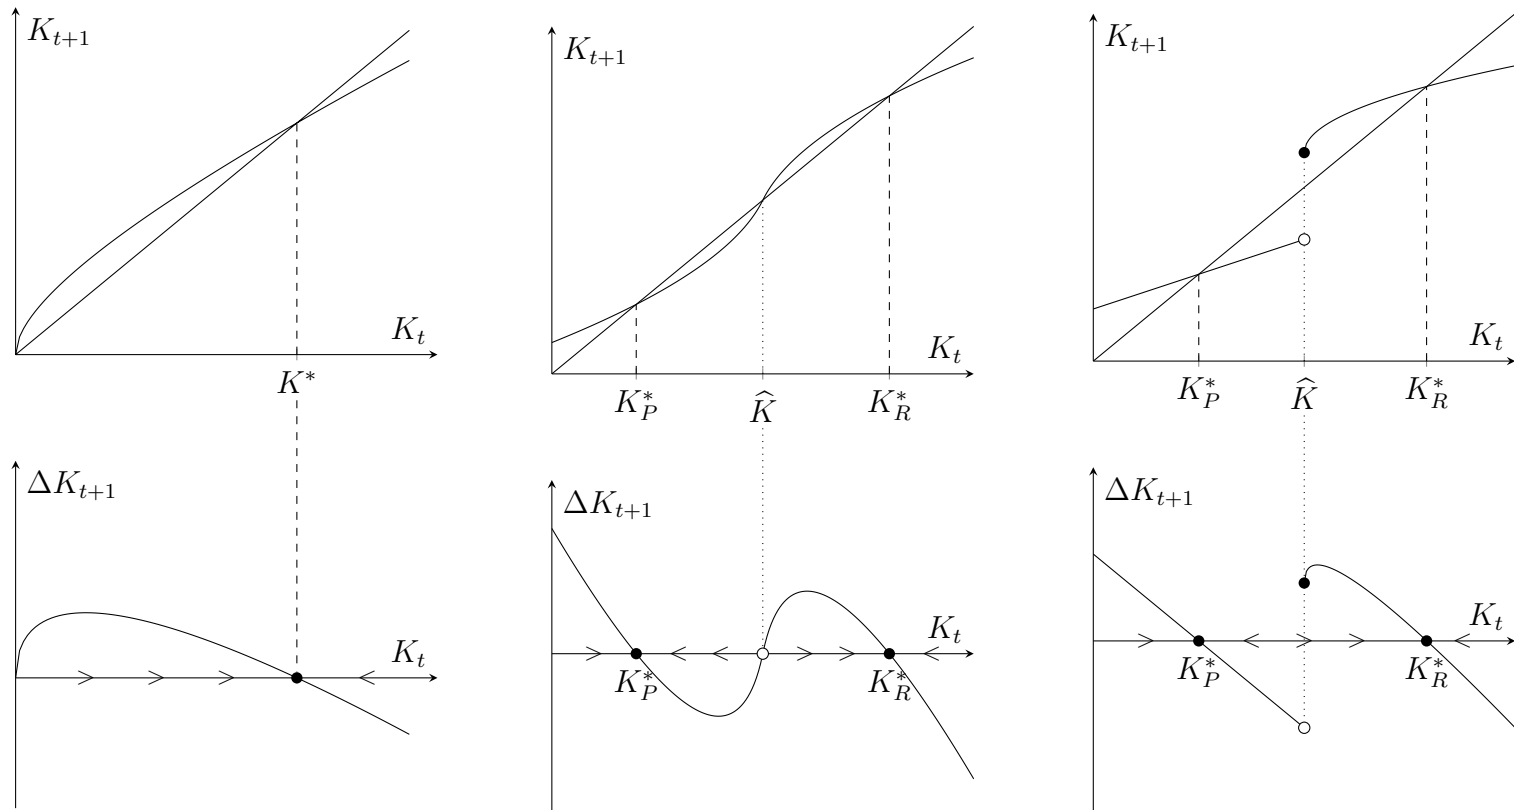 K_{t+1}
K_t
K^*
K_{t+1}
K_t
K_P^*
\widehat{K}
K_R^*
K_{t+1}
K_t
K_P^*
\widehat{K}
K_R^*
ΔK_{t+1}
K_t
ΔK_{t+1}
K_t
K_P^*
K_R^*
ΔK_{t+1}
K_t
K_P^*
K_R^*